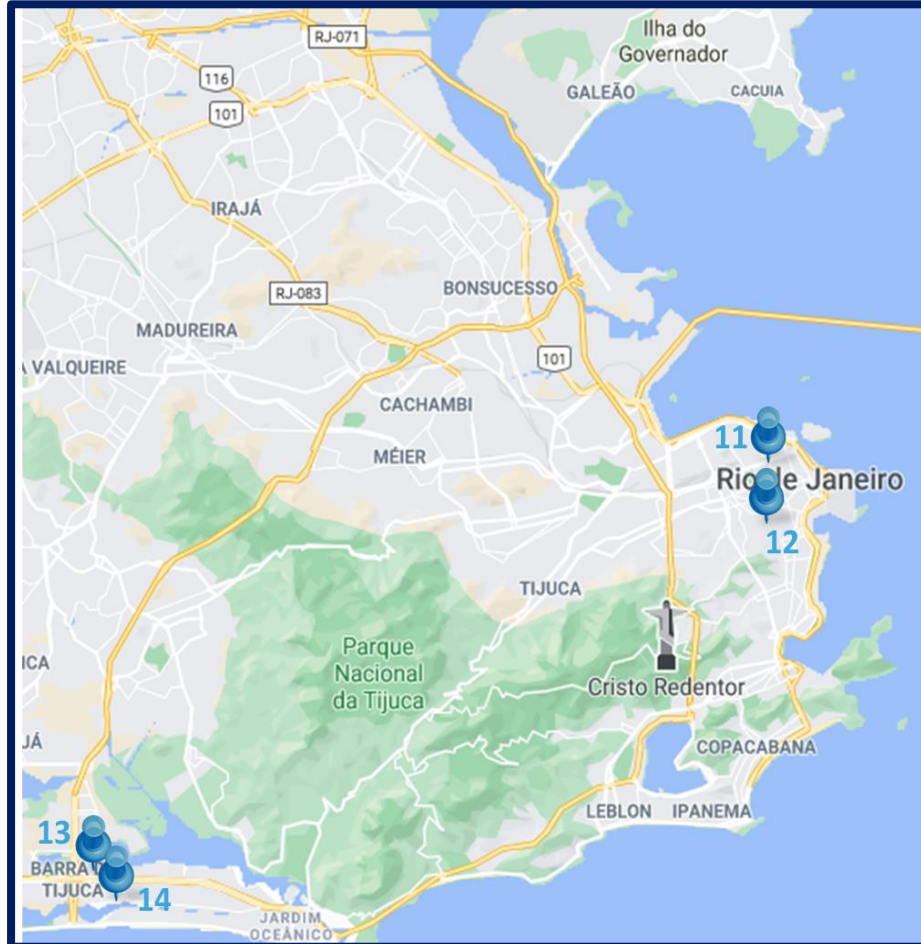 RJ-071
Ilha do
Governador
116
GALEÃO
CACUIA
101
IRAJÁ
RJ-083
BONSUCESSO
MADUREIRA
101
A VALQUEIRE
CACHAMBI
11
MÉIER
Rio de Janeiro
12
TIJUCA
Parque
Nacional
da Tijuca
ICA
Cristo Redentor
JÁ
COPACABANA
LEBLON
IPANEMA
13
BARRA D
TIJUCA
14
JARDIM
OCEÂNICO